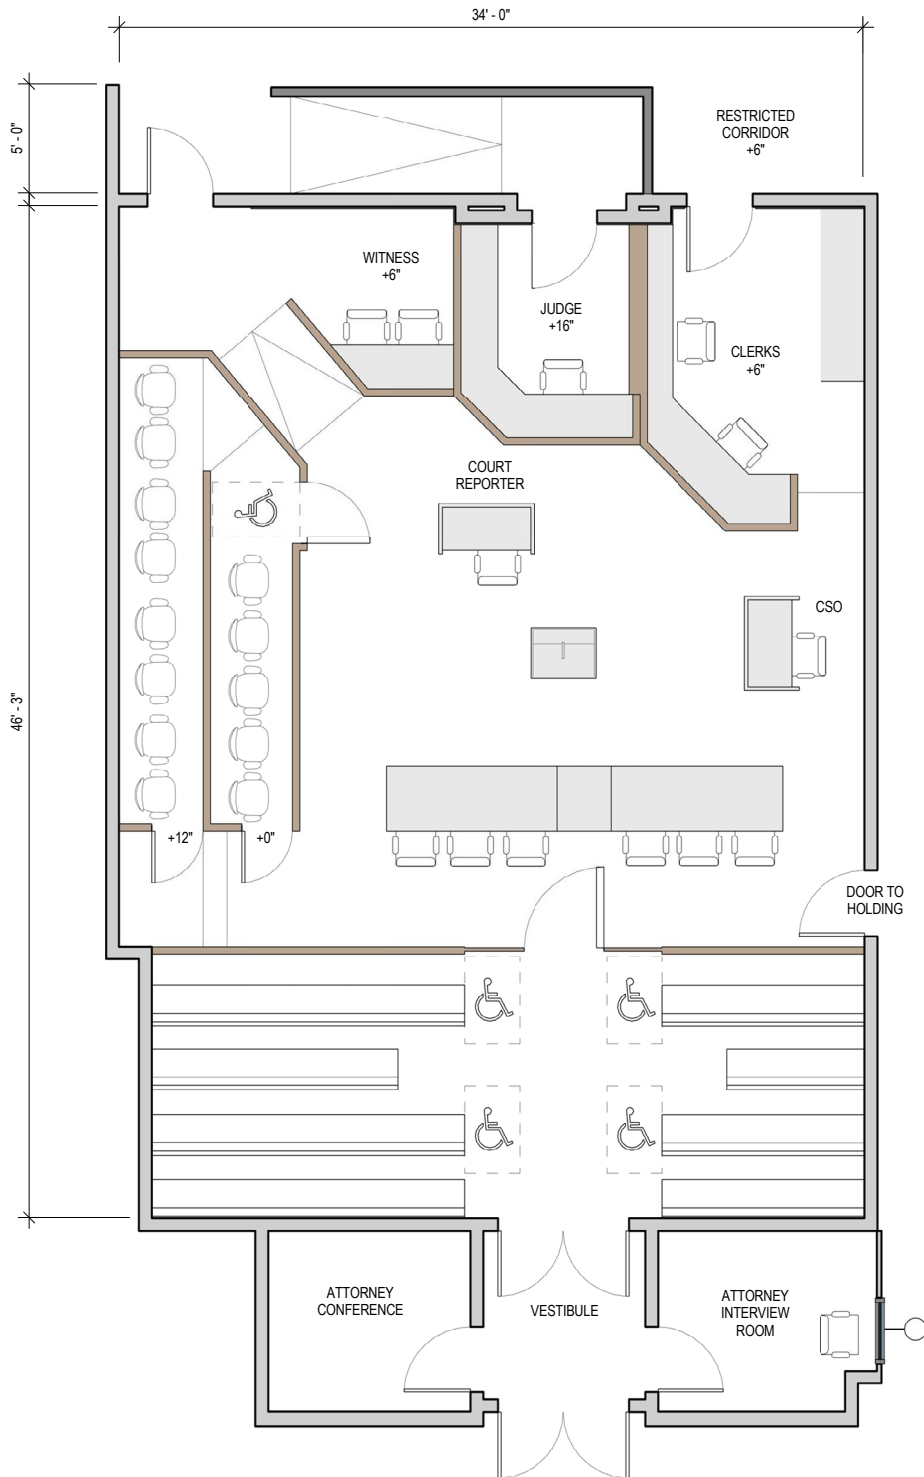 34' - 0"
5' - 0"
RESTRICTED
CORRIDOR
+6"
WITNESS
+6"
JUDGE
+16"
CLERKS
+6"
COURT
REPORTER
CSO
46' - 3"
+12"
+0"
DOOR TO
HOLDING
ATTORNEY
CONFERENCE
VESTIBULE
ATTORNEY
INTERVIEW
ROOM